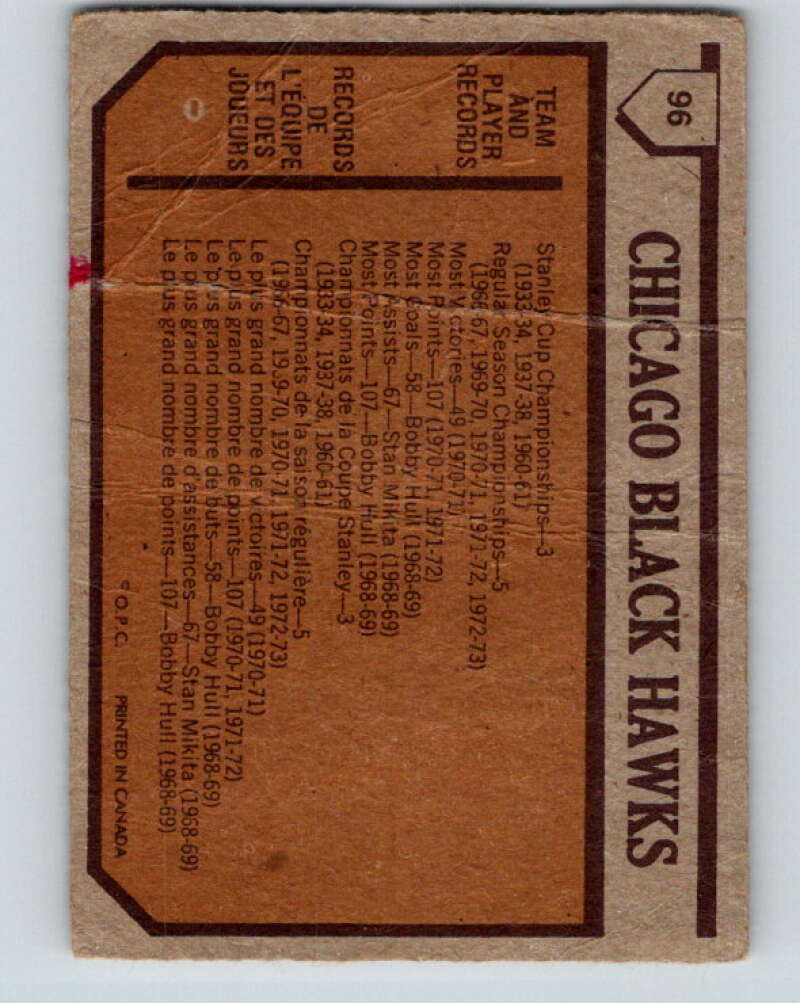 96
CHICAGO BLACK HAWKS
TEAM
AND
PLAYER
RECORDS
Stanley Cup Championships—3
(1933-34, 1937-38, 1960-61)
Regular Season Championships—5
(1966-67, 1969-70, 1970-71, 1971-72, 1972-73)
Most Victories—49 (1970-71)
Most Points—107 (1970-71, 1971-72)
Most Goals—58—Bobby Hull (1968-69)
Most Assists—67—Stan Mikita (1968-69)
Most Points—107—Bobby Hull (1968-69)
RECORDS
DE
L'ÉQUIPE
ET DES
JOUEURS
Championnats de la Coupe Stanley—3
(1933-34, 1937-38, 1960-61)
Championnats de la saison régulière—5
(1966-67, 1969-70, 1970-71, 1971-72, 1972-73)
Le plus grand nombre de victoires—49 (1970-71)
Le plus grand nombre de points—107 (1970-71, 1971-72)
Le plus grand nombre de buts—58—Bobby Hull (1968-69)
Le plus grand nombre d'assistances—67—Stan Mikita (1968-69)
Le plus grand nombre de points—107—Bobby Hull (1968-69)
© O.P.C. PRINTED IN CANADA